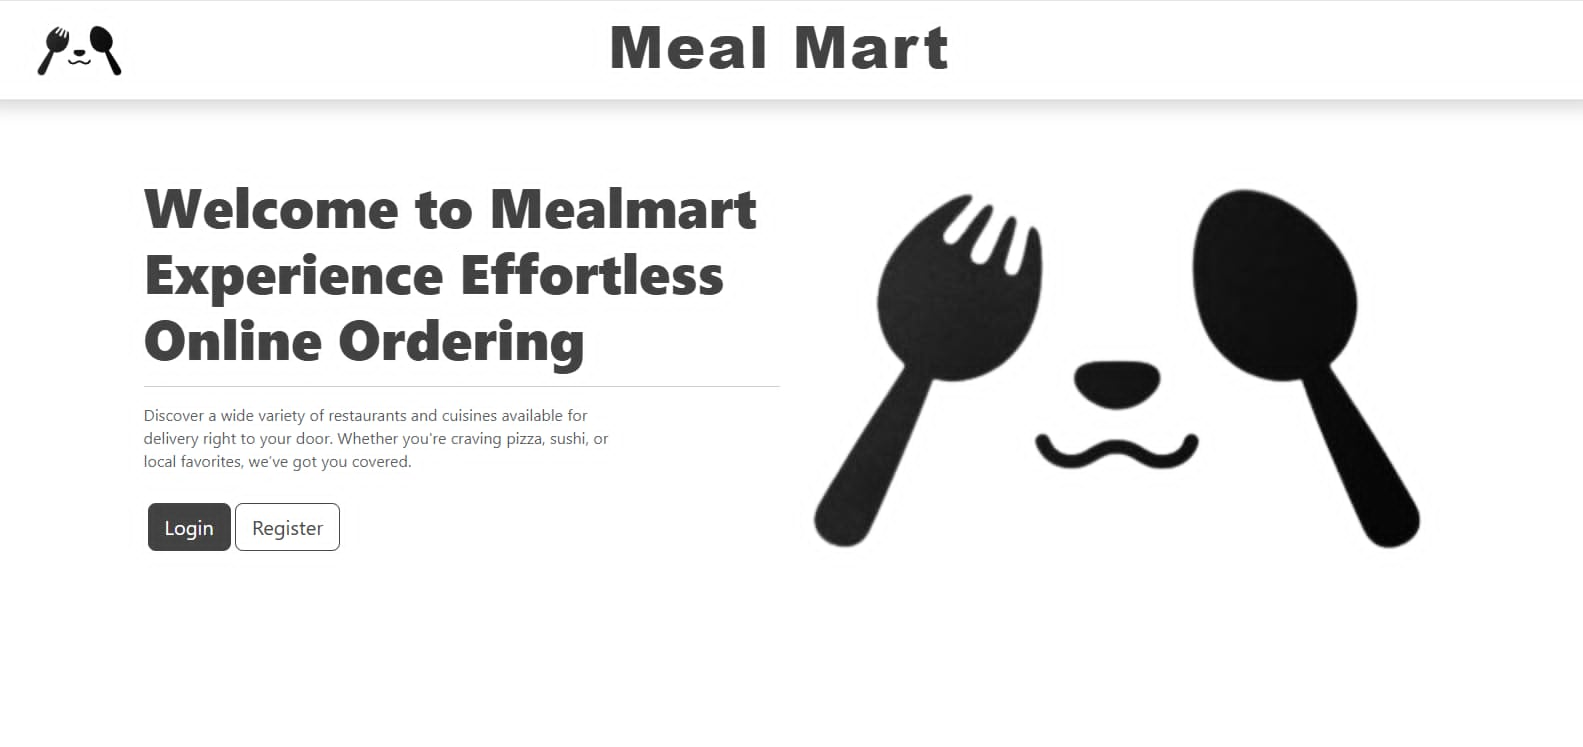 Meal Mart
Welcome to Mealmart
Experience Effortless
Online Ordering
Discover a wide variety of restaurants and cuisines available for
delivery right to your door. Whether you're craving pizza, sushi, or
local favorites, we've got you covered.
Login Register